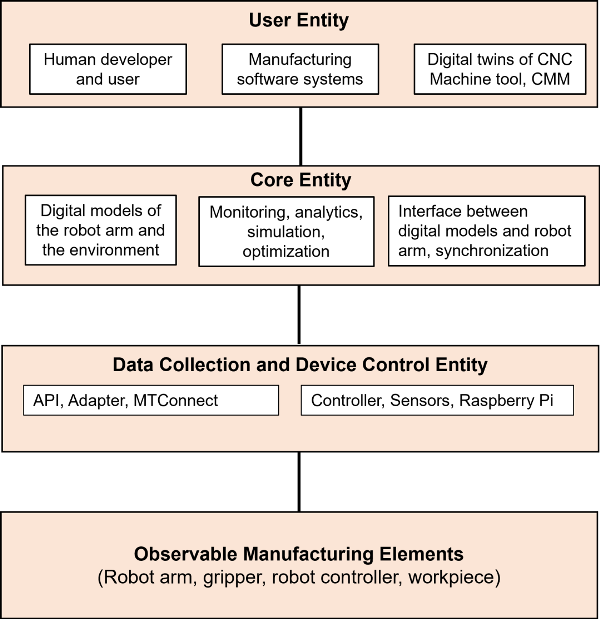 User Entity
Human developer
and user
Manufacturing
software systems
Digital twins of CNC
Machine tool, CMM
Core Entity
Digital models of
the robot arm and
the environment
Monitoring, analytics,
simulation,
optimization
Interface between
digital models and robot
arm, synchronization
Data Collection and Device Control Entity
API, Adapter, MTConnect
Controller, Sensors, Raspberry Pi
Observable Manufacturing Elements
(Robot arm, gripper, robot controller, workpiece)